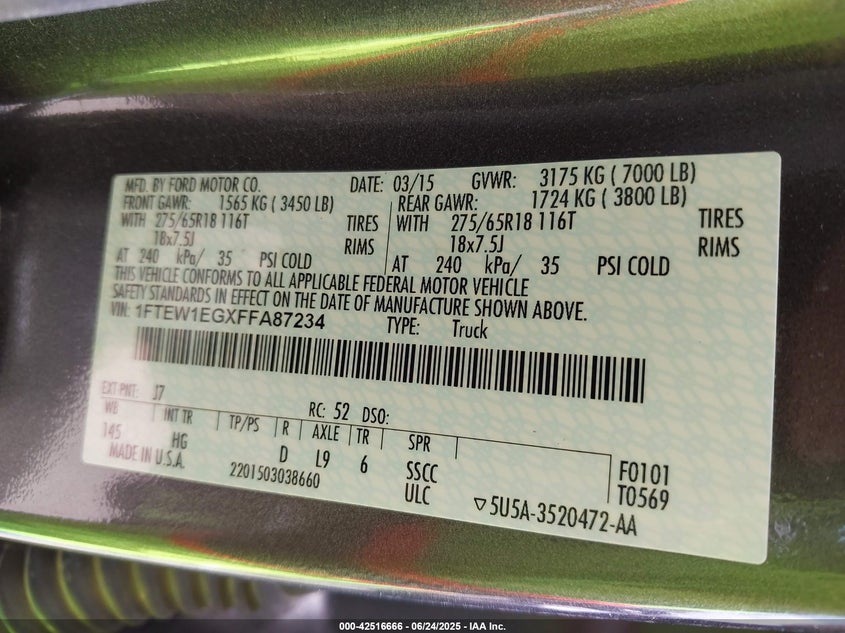 MFD. BY FORD MOTOR CO. DATE: 03/15 GVWR: 3175 KG ( 7000 LB)
FRONT GAWR: 1565 KG ( 3450 LB) REAR GAWR: 1724 KG ( 3800 LB)
WITH 275/65R18 116T TIRES WITH 275/65R18 116T TIRES
18x7.5J RIMS 18x7.5J RIMS
AT 240 kPa/ 35 PSI COLD AT 240 kPa/ 35 PSI COLD
THIS VEHICLE CONFORMS TO ALL APPLICABLE FEDERAL MOTOR VEHICLE
SAFETY STANDARDS IN EFFECT ON THE DATE OF MANUFACTURE SHOWN ABOVE.
VIN: 1FTEW1EGXFFA87234 TYPE: Truck
EXT PNT: J7 RC: 52 DSO:
WB INT TR TP/PS R AXLE TR SPR
145 HG D L9 6 SSCC F0101
MADE IN U.S.A. 2201503038660 ULC T0569
▽5U5A-3520472-AA
000-42516666 - 06/24/2025 - IAA Inc.